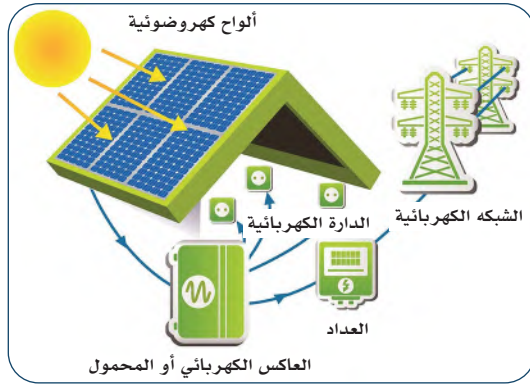 ألواح كهروضوئية
الشبكه الكهربائية
الدارة الكهربائية
العداد
العاكس الكهربائي أو المحمول